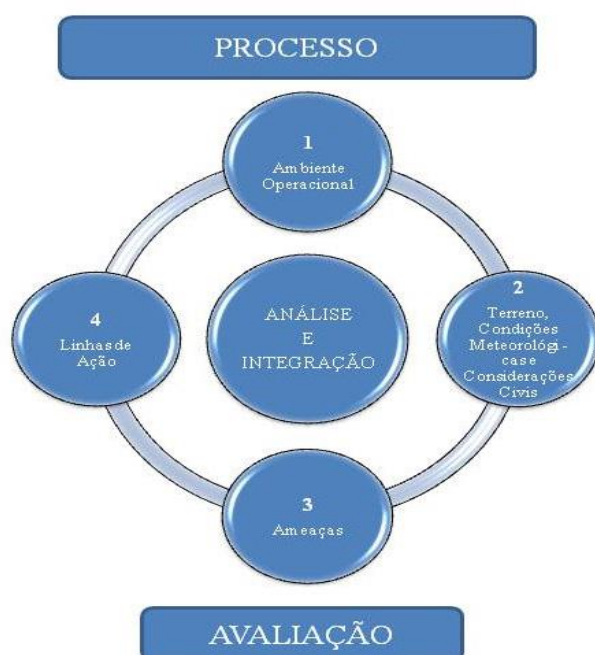 PROCESSO
1
Ambiente
Operacional
2
Terreno,
Condições
Meteorológi-
cas e
Considerações
Civis
ANÁLISE
E
INTEGRAÇÃO
4
Linhas de
Ação
3
Ameaças
AVALIAÇÃO